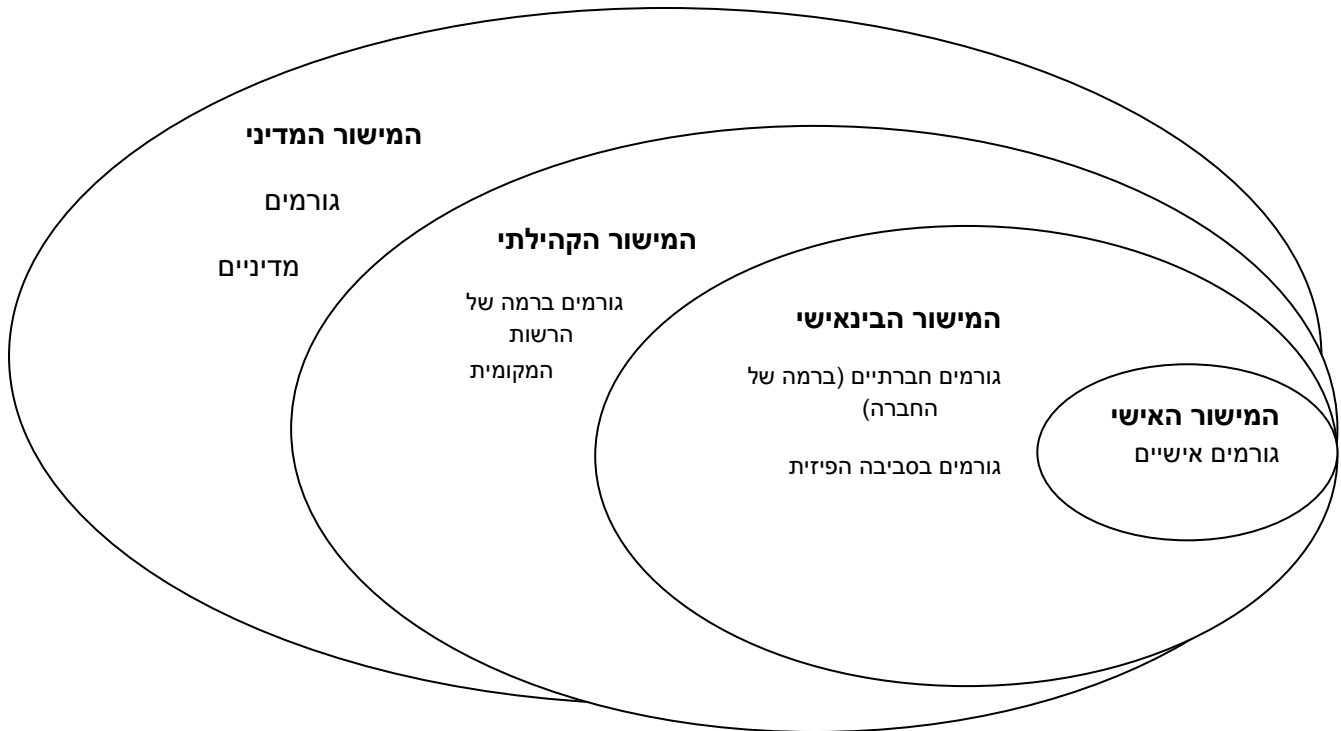 המישור המדיני
גורמים
מדיניים
המישור הקהילתי
גורמים ברמה של
הרשות
המקומית
המישור הבינאישי
גורמים חברתיים (ברמה של
החברה)
גורמים בסביבה הפיזית
המישור האישי
גורמים אישיים